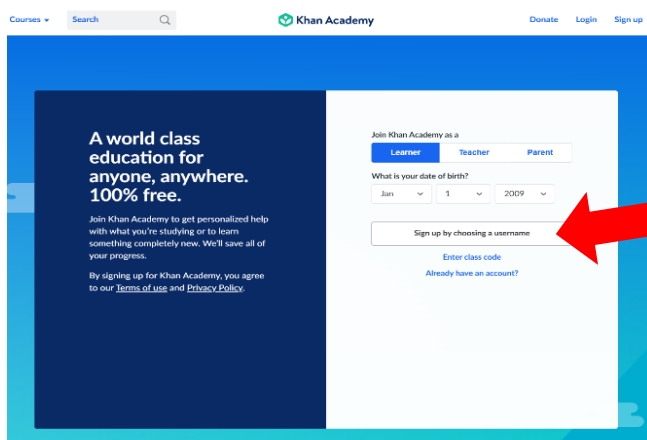 Courses Search Khan Academy Donate Login Sign up
A world class
education for
anyone, anywhere.
100% free.
Join Khan Academy to get personalized help
with what you're studying or to learn
something completely new. We'll save all of
your progress.
By signing up for Khan Academy, you agree
to our Terms of use and Privacy Policy.
Join Khan Academy as a
Learner Teacher Parent
What is your date of birth?
Jan 1 2009
Sign up by choosing a username
Enter class code
Already have an account?